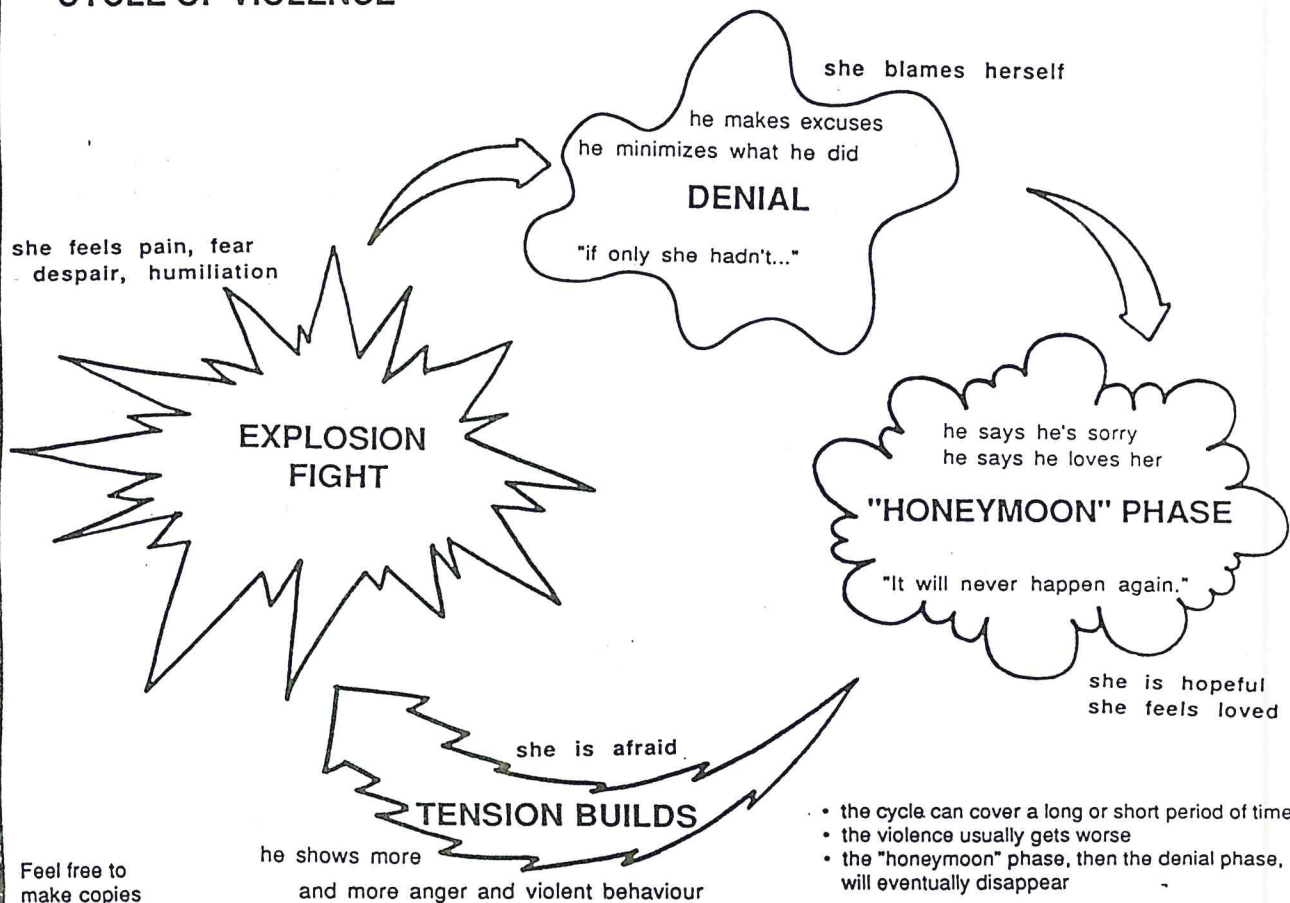 CYCLE OF VIOLENCE
she blames herself
he makes excuses
he minimizes what he did
DENIAL
"if only she hadn't..."
she feels pain, fear
despair, humiliation
EXPLOSION
FIGHT
he says he's sorry
he says he loves her
"HONEYMOON" PHASE
"It will never happen again."
she is hopeful
she feels loved
she is afraid
TENSION BUILDS
he shows more
and more anger and violent behaviour
• the cycle can cover a long or short period of time
• the violence usually gets worse
• the "honeymoon" phase, then the denial phase,
will eventually disappear
Feel free to
make copies